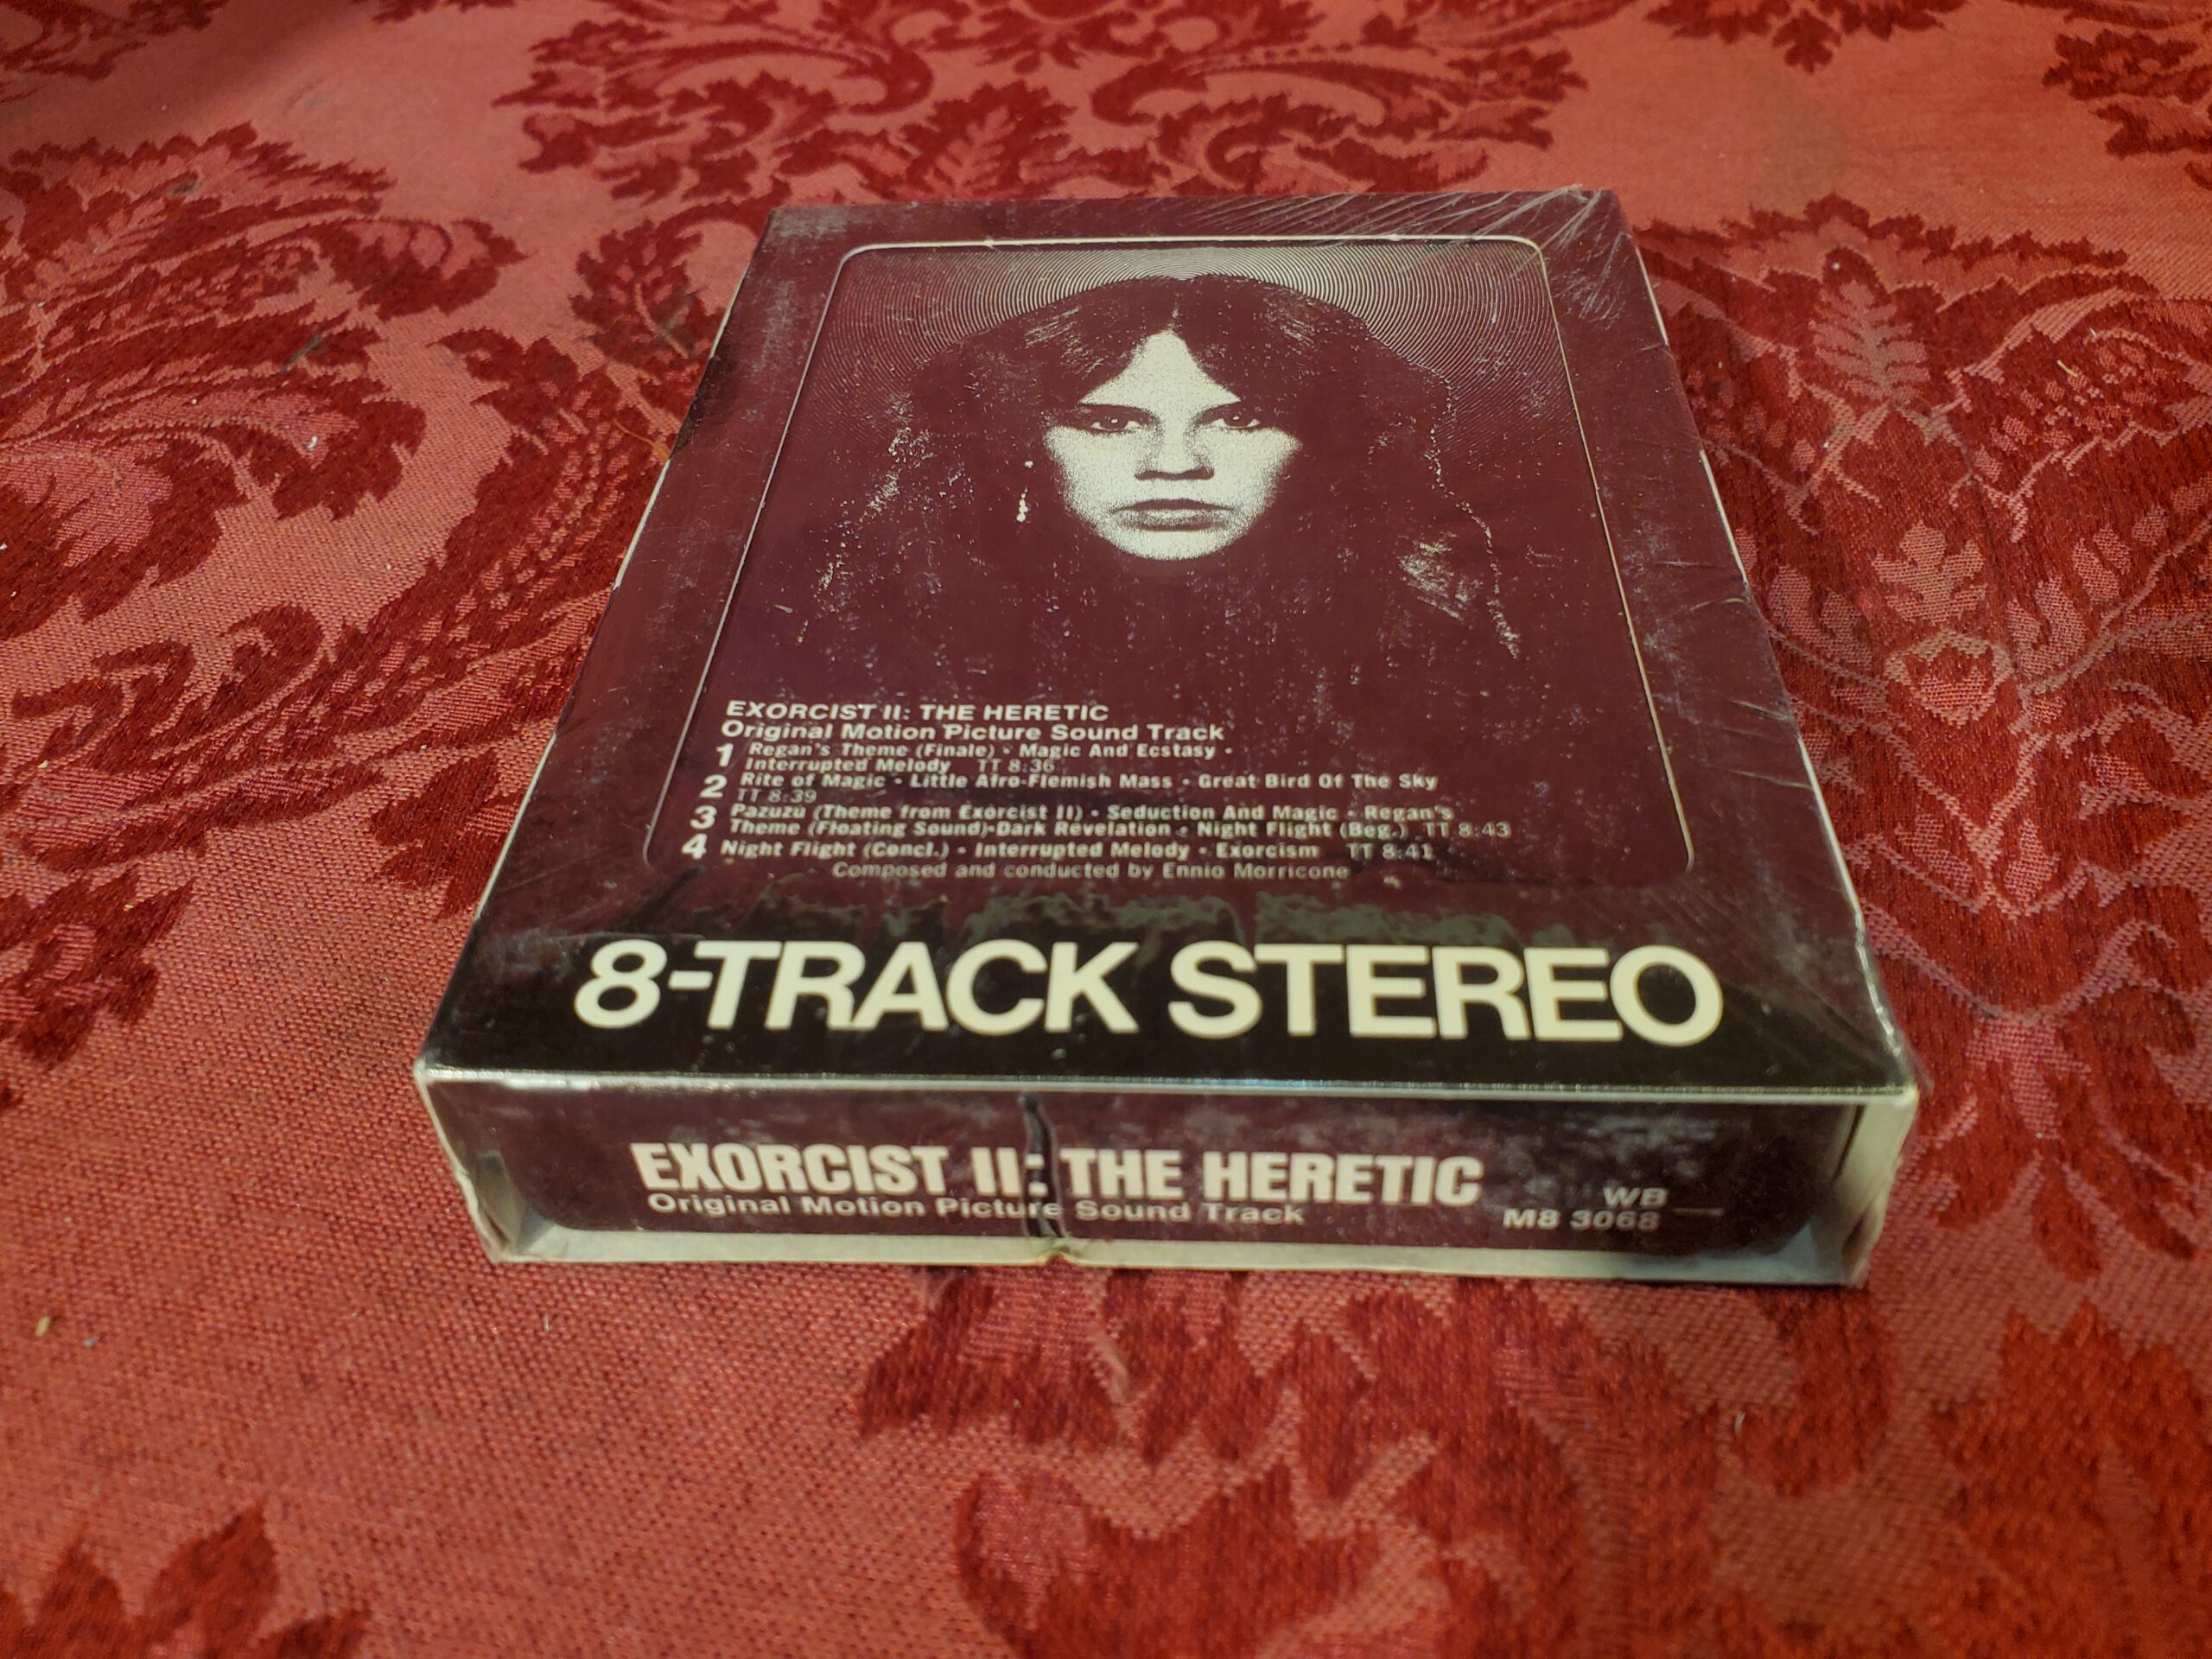 EXORCIST II: THE HERETIC
Original Motion Picture Sound Track
1 Regan's Theme (Finale) • Magic And Ecstasy •
Interrupted Melody TT 8:36
2 Rite of Magic • Little Afro-Flemish Mass • Great Bird Of The Sky
TT 8:39
3 Pazuzu (Theme from Exorcist II) • Seduction And Magic • Regan's
Theme (Floating Sound)•Dark Revelation • Night Flight (Beg.) TT 8:43
4 Night Flight (Concl.) • Interrupted Melody • Exorcism TT 8:41
Composed and conducted by Ennio Morricone
8-TRACK STEREO
EXORCIST II: THE HERETIC
Original Motion Picture Sound Track
WB
M8 3068